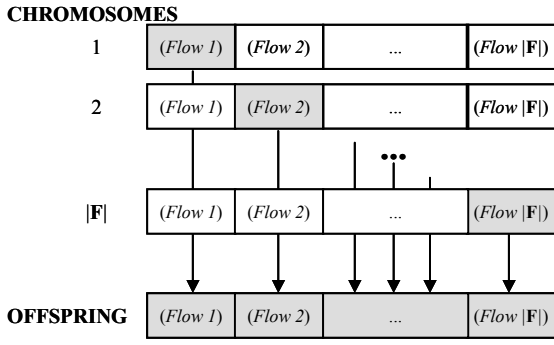 CHROMOSOMES
1 (Flow 1) (Flow 2) ... (Flow |F|)
2 (Flow 1) (Flow 2) ... (Flow |F|)
...
|F| (Flow 1) (Flow 2) ... (Flow |F|)
OFFSPRING (Flow 1) (Flow 2) ... (Flow |F|)